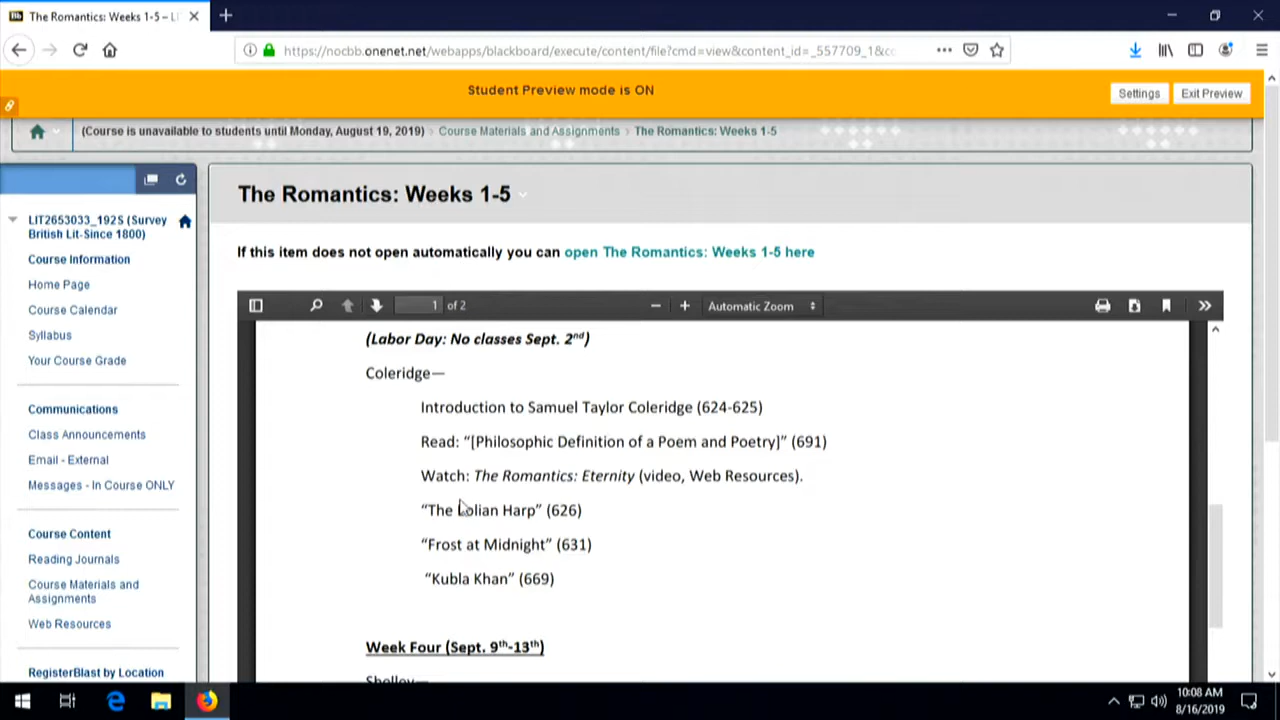 The Romantics: Weeks 1-5 – LI
https://nocbb.onenet.net/webapps/blackboard/execute/content/file?cmd=view&content_id=_557709_1&cc
Student Preview mode is ON
Settings
Exit Preview
(Course is unavailable to students until Monday, August 19, 2019) > Course Materials and Assignments > The Romantics: Weeks 1-5
LIT2653033_192S (Survey
British Lit-Since 1800)
Course Information
Home Page
Course Calendar
Syllabus
Your Course Grade
Communications
Class Announcements
Email - External
Messages - In Course ONLY
Course Content
Reading Journals
Course Materials and
Assignments
Web Resources
RegisterBlast by Location
The Romantics: Weeks 1-5
If this item does not open automatically you can open The Romantics: Weeks 1-5 here
1 of 2
Automatic Zoom
(Labor Day: No classes Sept. 2nd)
Coleridge—
Introduction to Samuel Taylor Coleridge (624-625)
Read: “[Philosophic Definition of a Poem and Poetry]” (691)
Watch: The Romantics: Eternity (video, Web Resources).
“The Eolian Harp” (626)
“Frost at Midnight” (631)
“Kubla Khan” (669)
Week Four (Sept. 9th-13th)
Shelley—
10:08 AM
8/16/2019